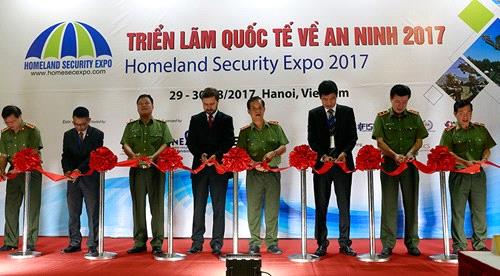 HOMELAND SECURITY EXPO
www.homesecexpo.com
TRIỂN LÃM QUỐC TẾ VỀ AN NINH 2017
Homeland Security Expo 2017
29 - 30/8/2017, Hanoi, Vietnam